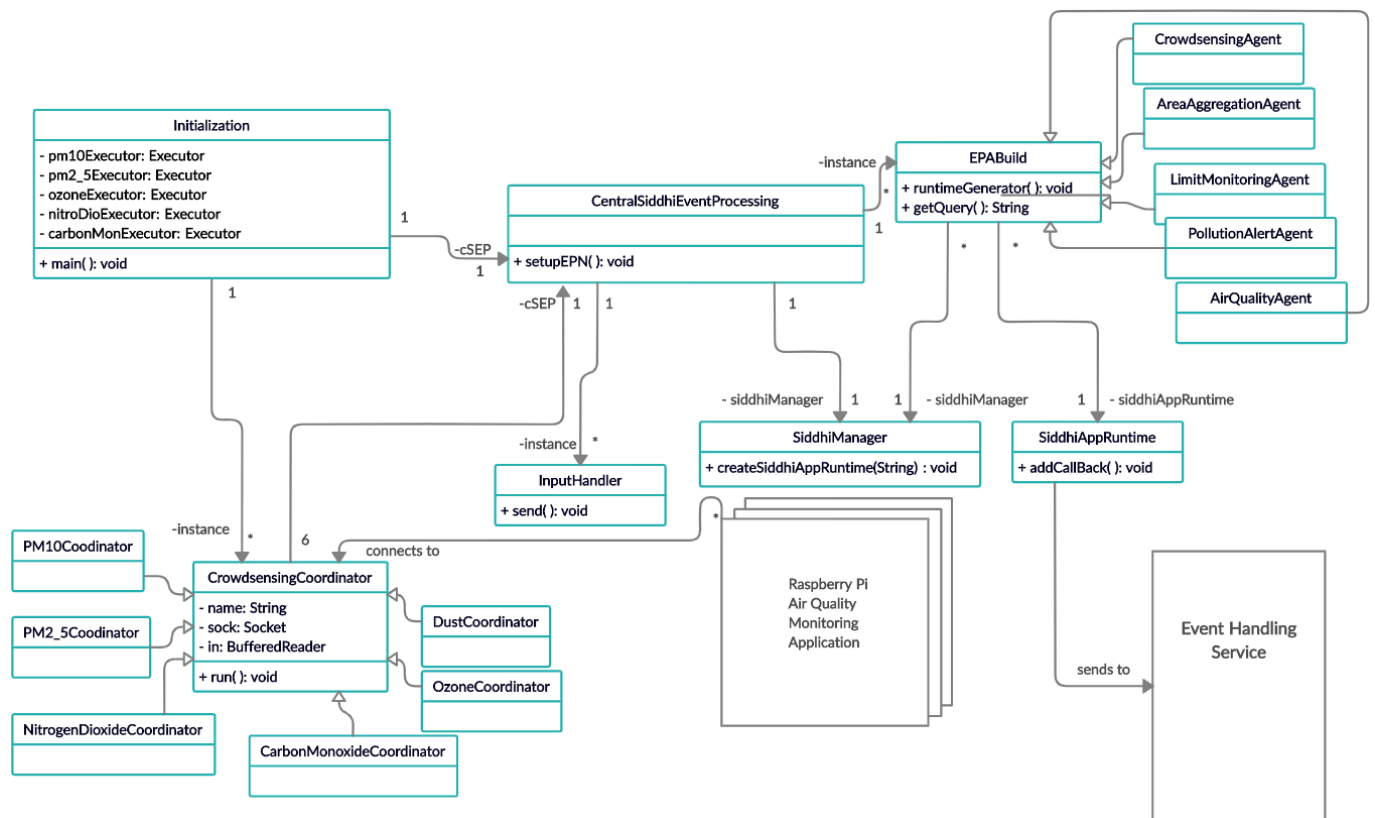 CrowdsensingAgent
AreaAggregationAgent
LimitMonitoringAgent
PollutionAlertAgent
AirQualityAgent
Initialization
- pm10Executor: Executor
- pm2_5Executor: Executor
- ozoneExecutor: Executor
- nitroDioExecutor: Executor
- carbonMonExecutor: Executor
+ main( ): void
1
-cSEP
1
1
CentralSiddhiEventProcessing
+ setupEPN( ): void
-instance
*
1
EPABuild
+ runtimeGenerator( ): void
+ getQuery( ): String
*
*
-cSEP
1
1
1
- siddhiManager
1
1
- siddhiManager
1
- siddhiAppRuntime
SiddhiManager
+ createSiddhiAppRuntime(String) : void
SiddhiAppRuntime
+ addCallBack( ): void
-instance
*
InputHandler
+ send( ): void
-instance
*
6
connects to
*
PM10Coodinator
PM2_5Coodinator
NitrogenDioxideCoordinator
CrowdsensingCoordinator
- name: String
- sock: Socket
- in: BufferedReader
+ run( ): void
DustCoordinator
OzoneCoordinator
CarbonMonoxideCoordinator
Raspberry Pi
Air Quality
Monitoring
Application
sends to
Event Handling
Service